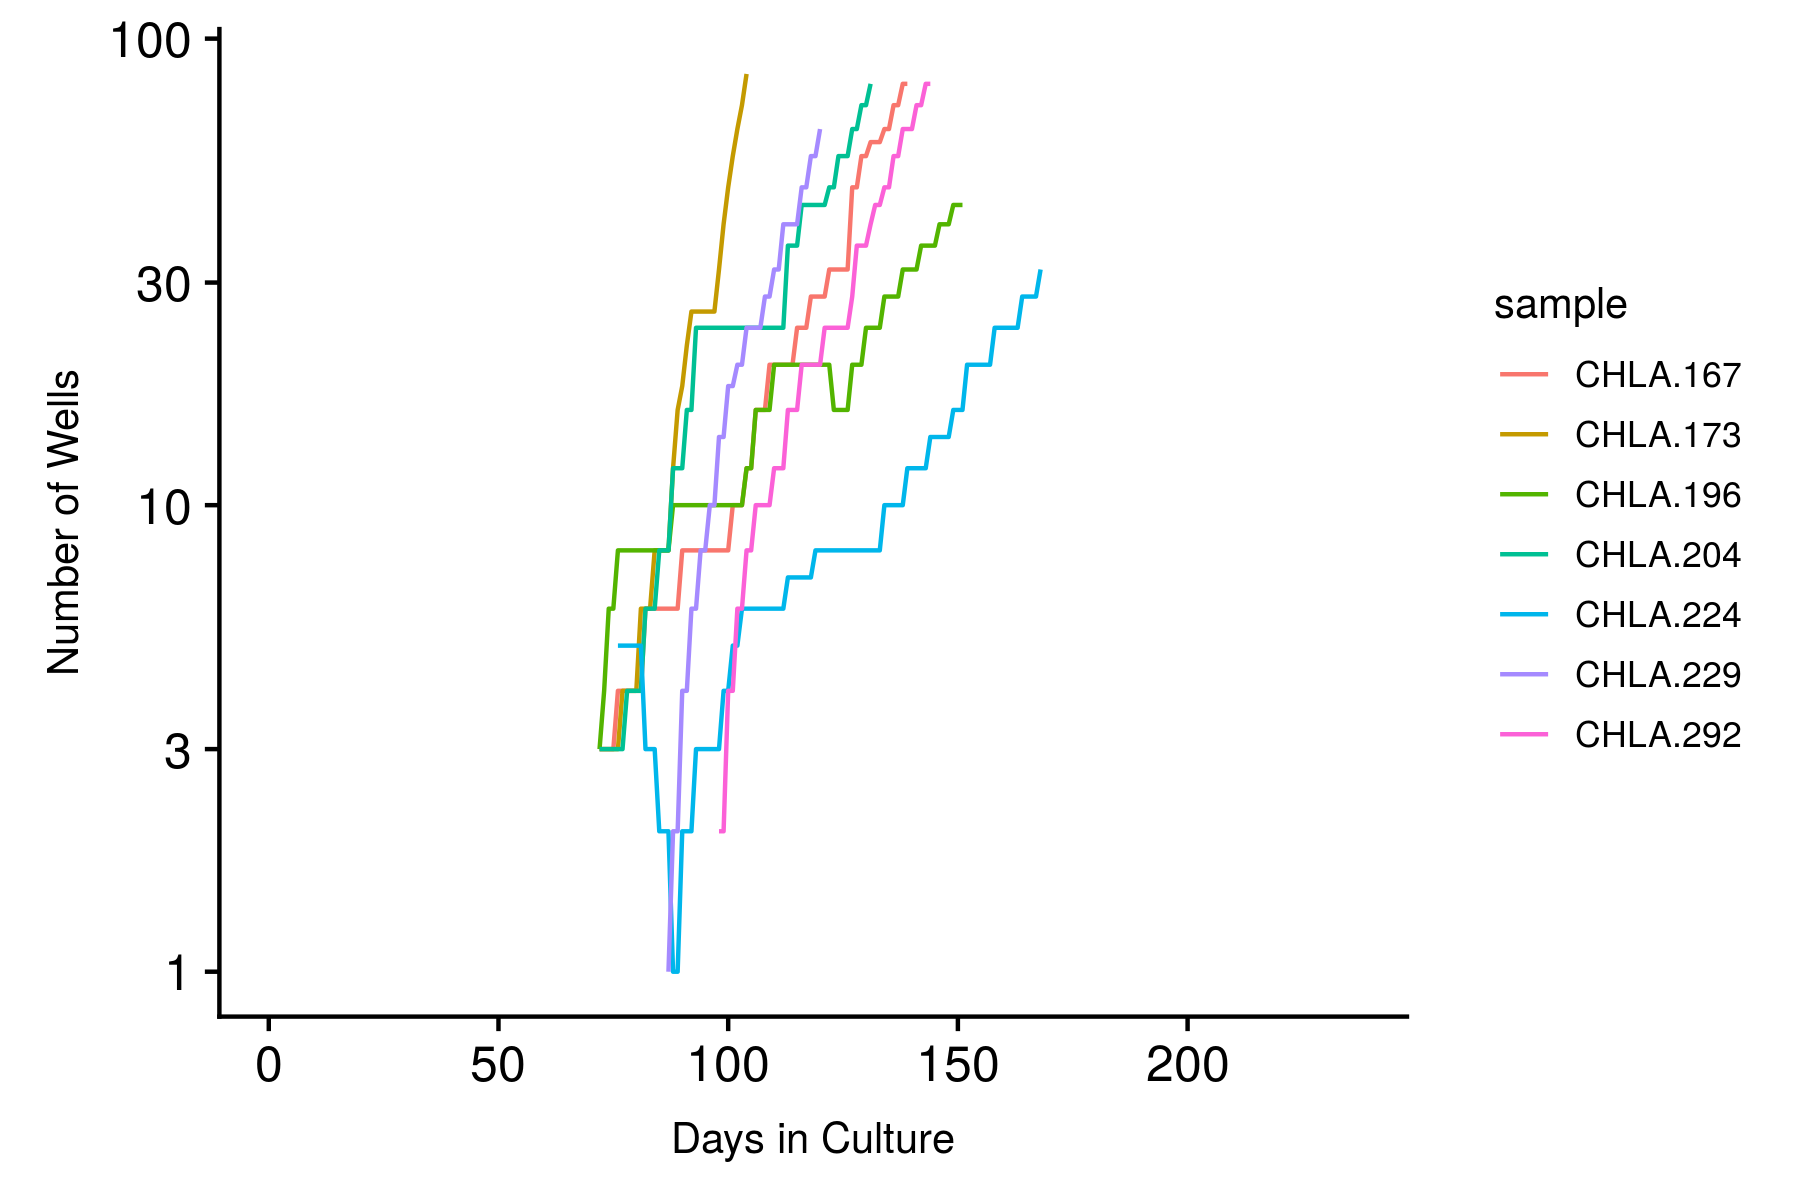 100
30
10
3
1
Number of Wells
0 50 100 150 200
Days in Culture
sample
CHLA.167
CHLA.173
CHLA.196
CHLA.204
CHLA.224
CHLA.229
CHLA.292